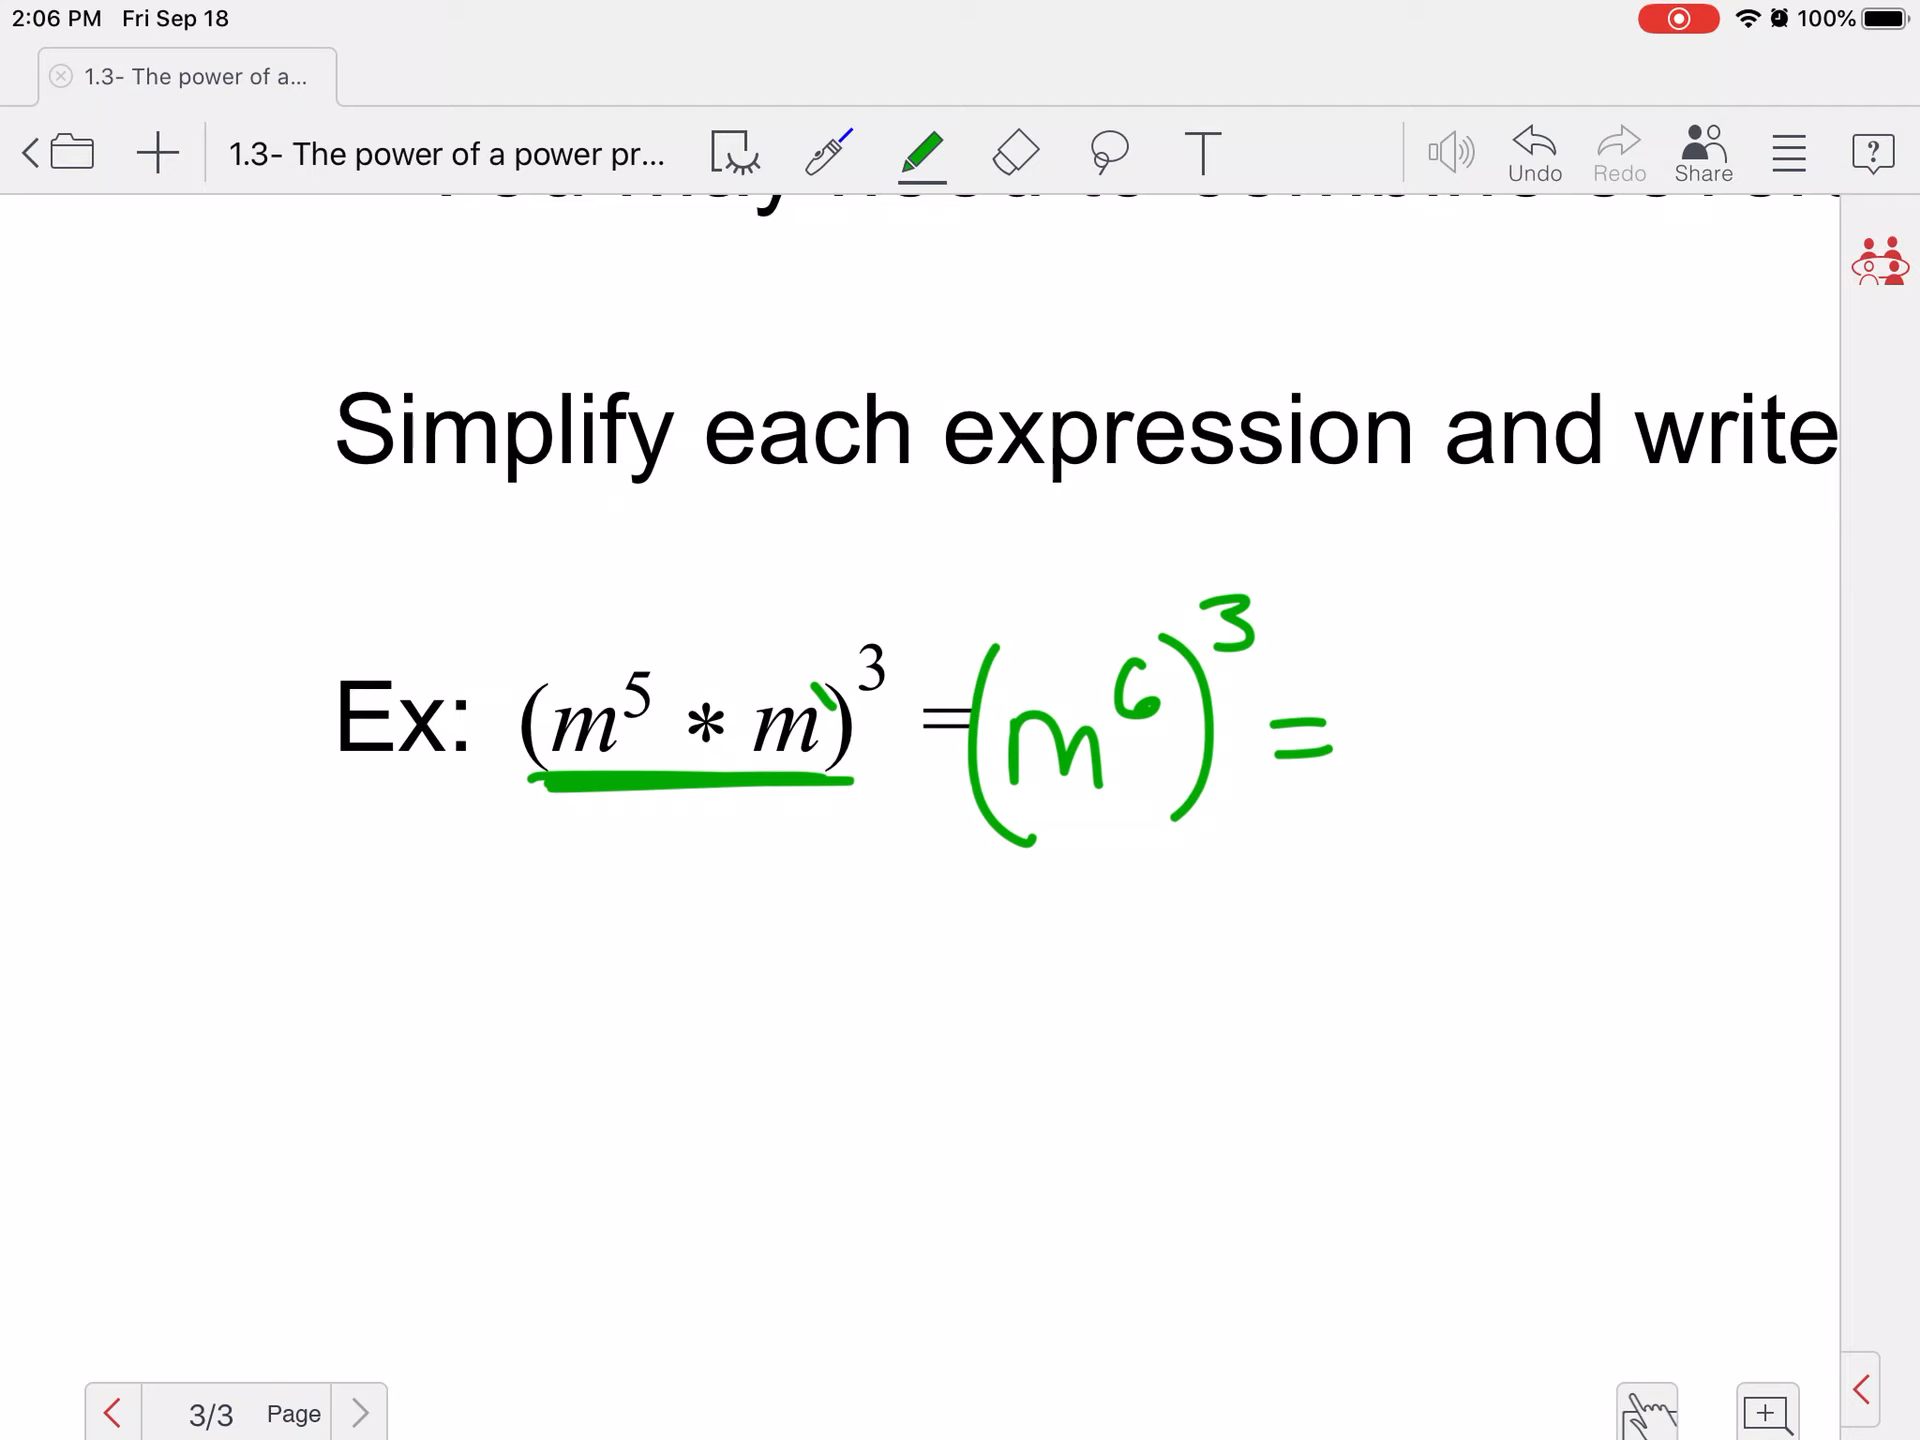 2:06 PM Fri Sep 18 100%
1.3- The power of a...
1.3- The power of a power pr... T Undo Redo Share ?
Simplify each expression and write
Ex: (m⁵ * m)³ = (m⁶)³ =
3/3 Page